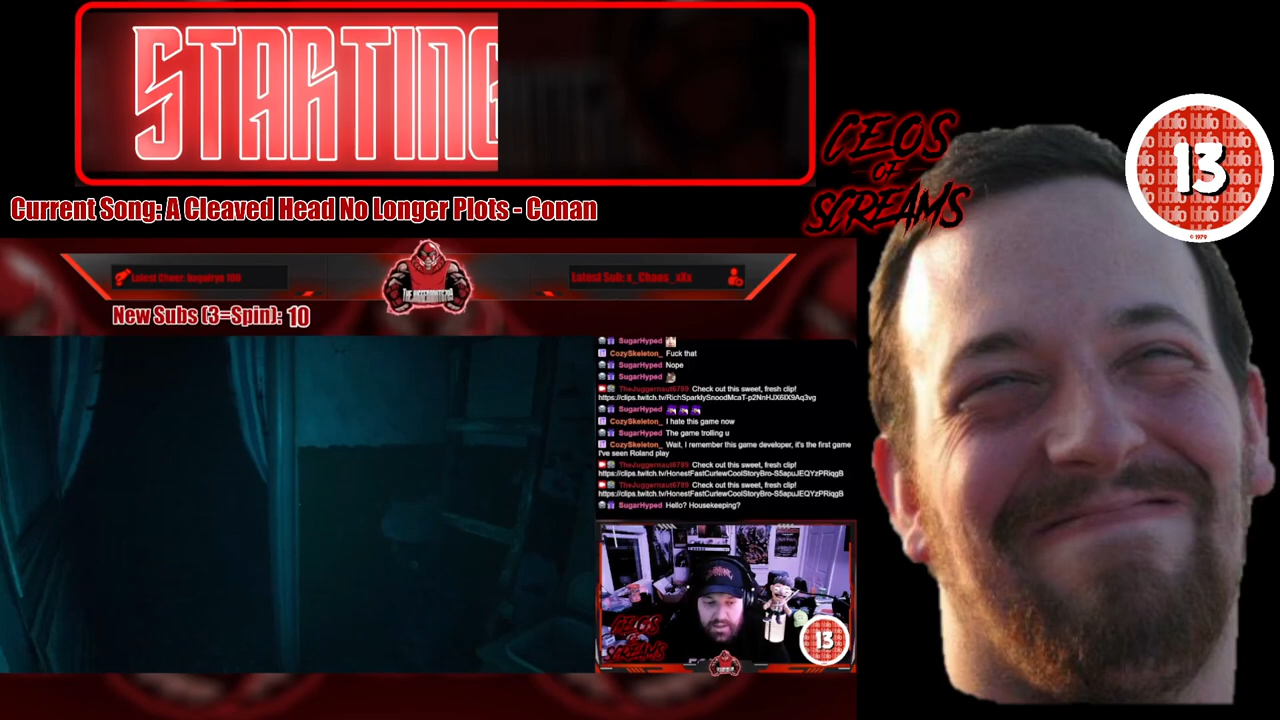 STARTING
Current Song: A Cleaved Head No Longer Plots - Conan
CEOS
OF
SCREAMS
13
© 1979
Latest Sub: x_Chaos_xXx
New Subs (3=Spin): 10
SugarHyped
CozySkeleton_ Fuck that
SugarHyped Nope
SugarHyped
TheJuggernaut6789 Check out this sweet, fresh clip!
https://clips.twitch.tv/RichSparklySnoodMcaT-p2NnHJX6IX9Aq3vg
SugarHyped
CozySkeleton_ I hate this game now
SugarHyped The game trolling u
CozySkeleton_ Wait, I remember this game developer, it's the first game
I've seen Roland play
TheJuggernaut6789 Check out this sweet, fresh clip!
https://clips.twitch.tv/HonestFastCurlewCoolStoryBro-S5apuJEQYzPRiqgB
TheJuggernaut6789 Check out this sweet, fresh clip!
https://clips.twitch.tv/HonestFastCurlewCoolStoryBro-S5apuJEQYzPRiqgB
SugarHyped Hello? Housekeeping?
CEOS
SCREAMS
13